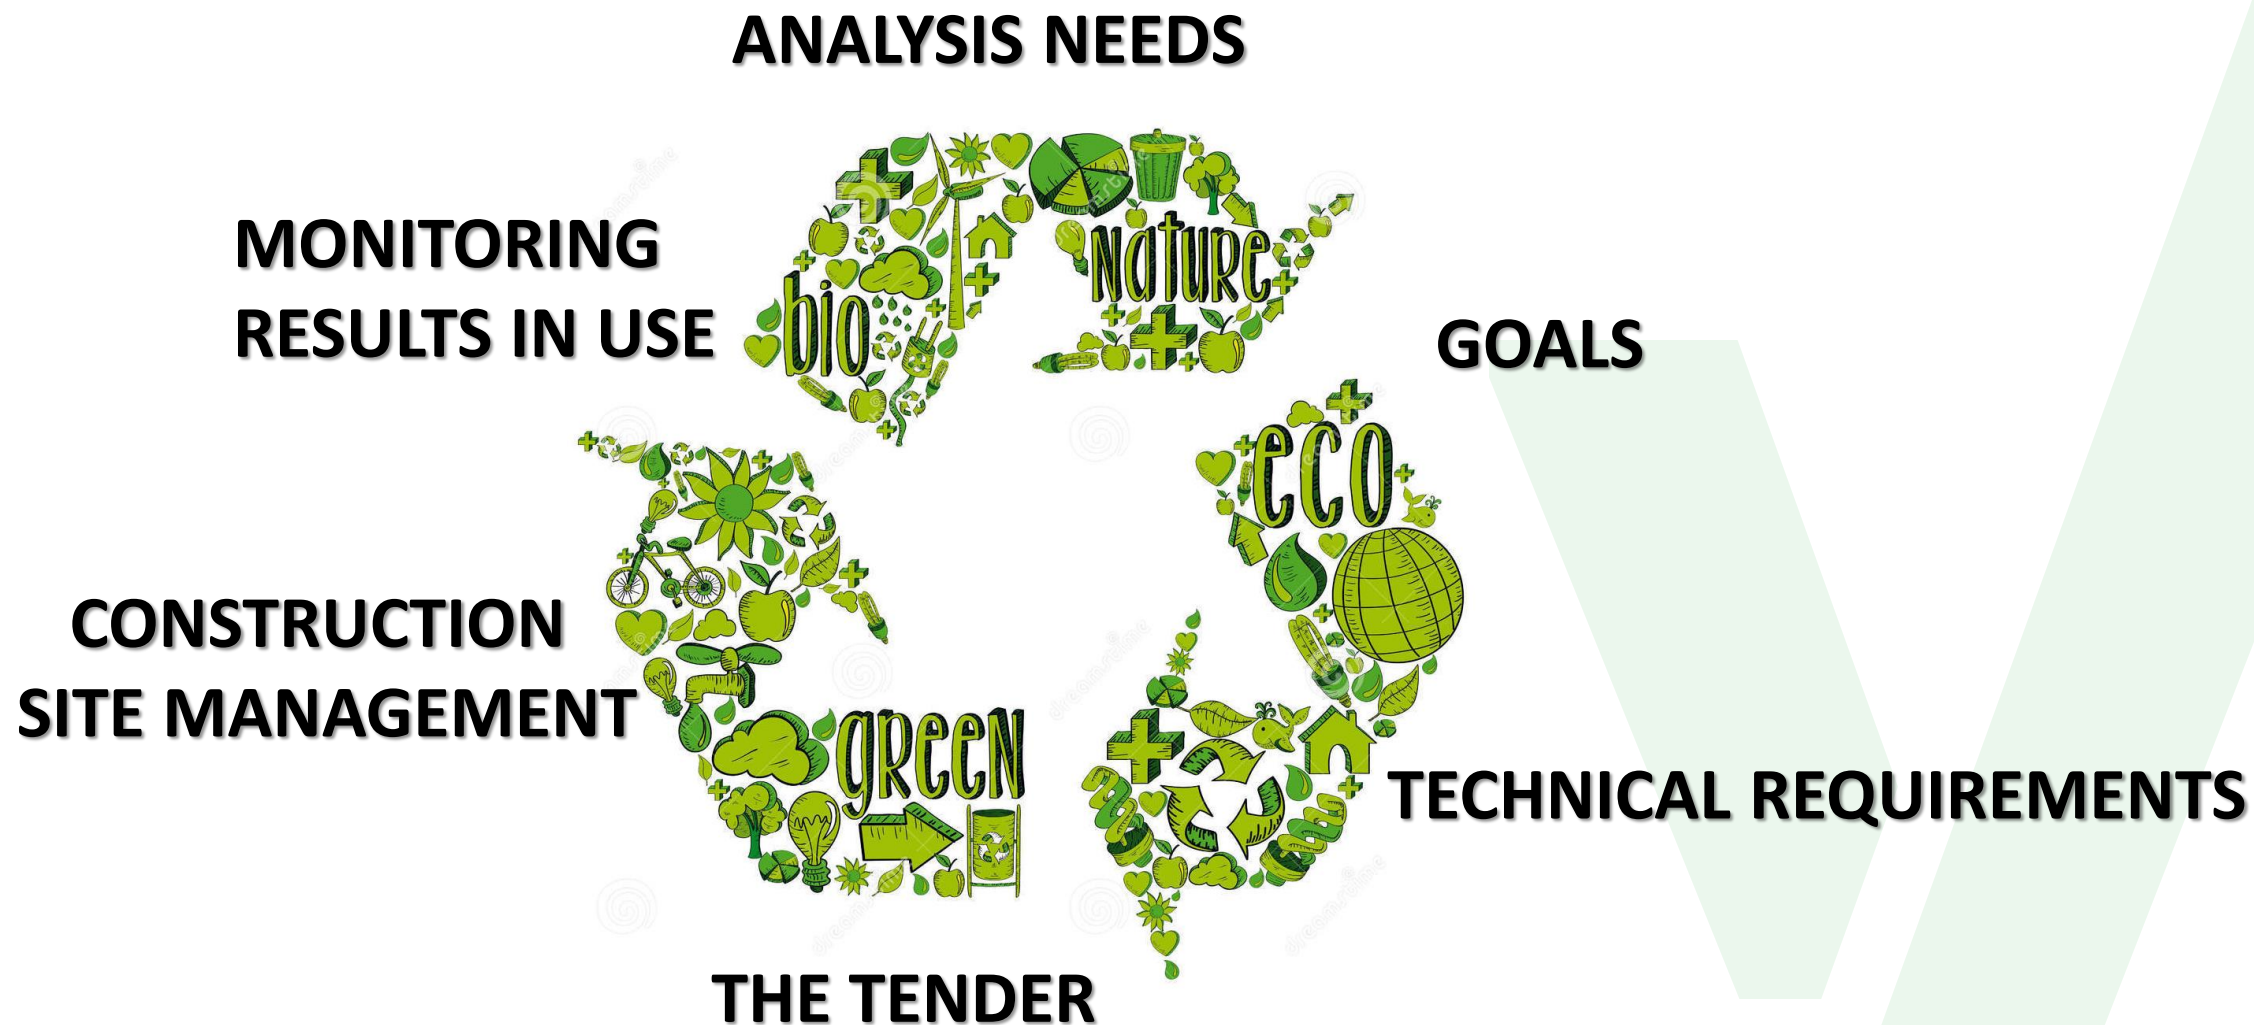 ANALYSIS NEEDS
MONITORING
RESULTS IN USE
bio
Nature
GOALS
eco
CONSTRUCTION
SITE MANAGEMENT
green
TECHNICAL REQUIREMENTS
THE TENDER